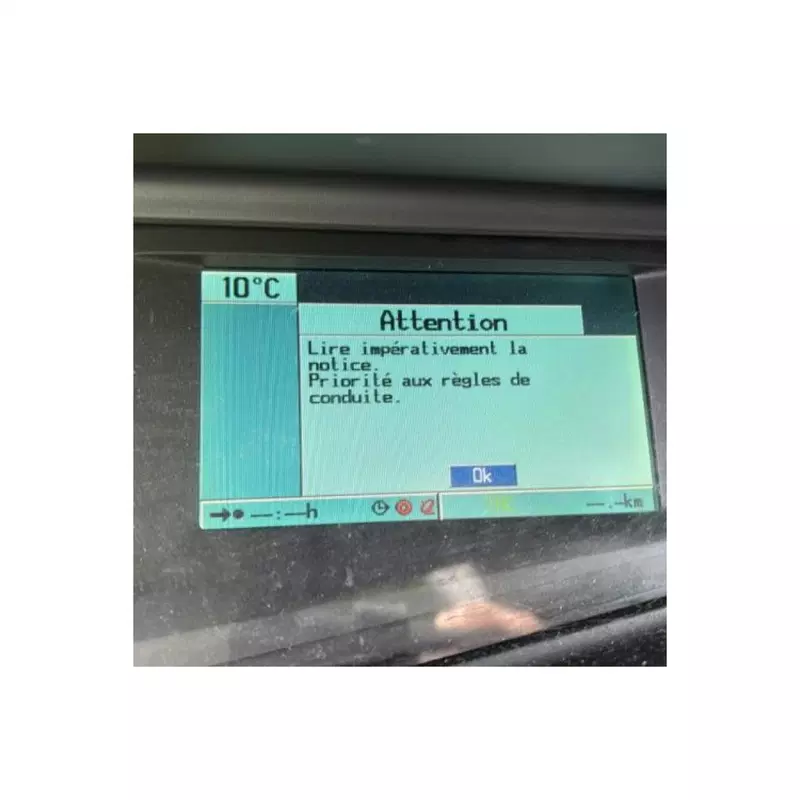 10°C
Attention
Lire impérativement la
notice.
Priorité aux règles de
conduite.
Ok
--:--h
--.-km